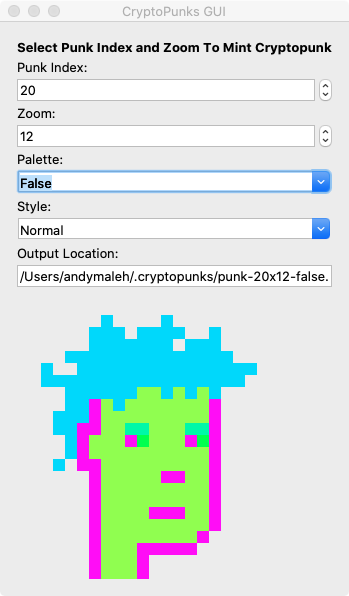 CryptoPunks GUI
Select Punk Index and Zoom To Mint Cryptopunk
Punk Index:
20
Zoom:
12
Palette:
False
Style:
Normal
Output Location:
/Users/andymaleh/.cryptopunks/punk-20x12-false.